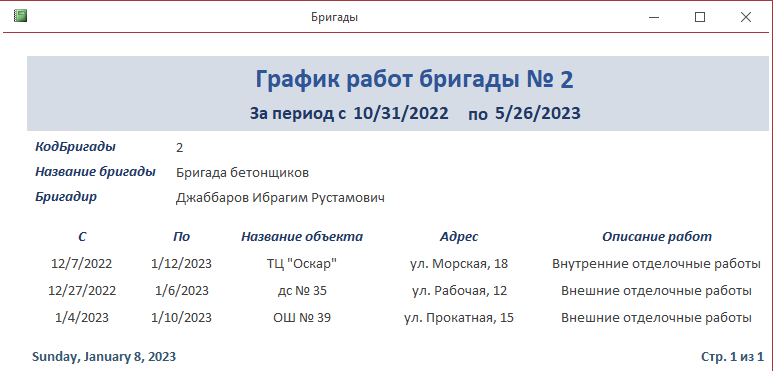 Бригады
График работ бригады № 2
За период с 10/31/2022 по 5/26/2023
КодБригады 2
Название бригады Бригада бетонщиков
Бригадир Джаббаров Ибрагим Рустамович
С По Название объекта Адрес Описание работ
12/7/2022 1/12/2023 ТЦ "Оскар" ул. Морская, 18 Внутренние отделочные работы
12/27/2022 1/6/2023 дс № 35 ул. Рабочая, 12 Внешние отделочные работы
1/4/2023 1/10/2023 ОШ № 39 ул. Прокатная, 15 Внешние отделочные работы
Sunday, January 8, 2023 Стр. 1 из 1